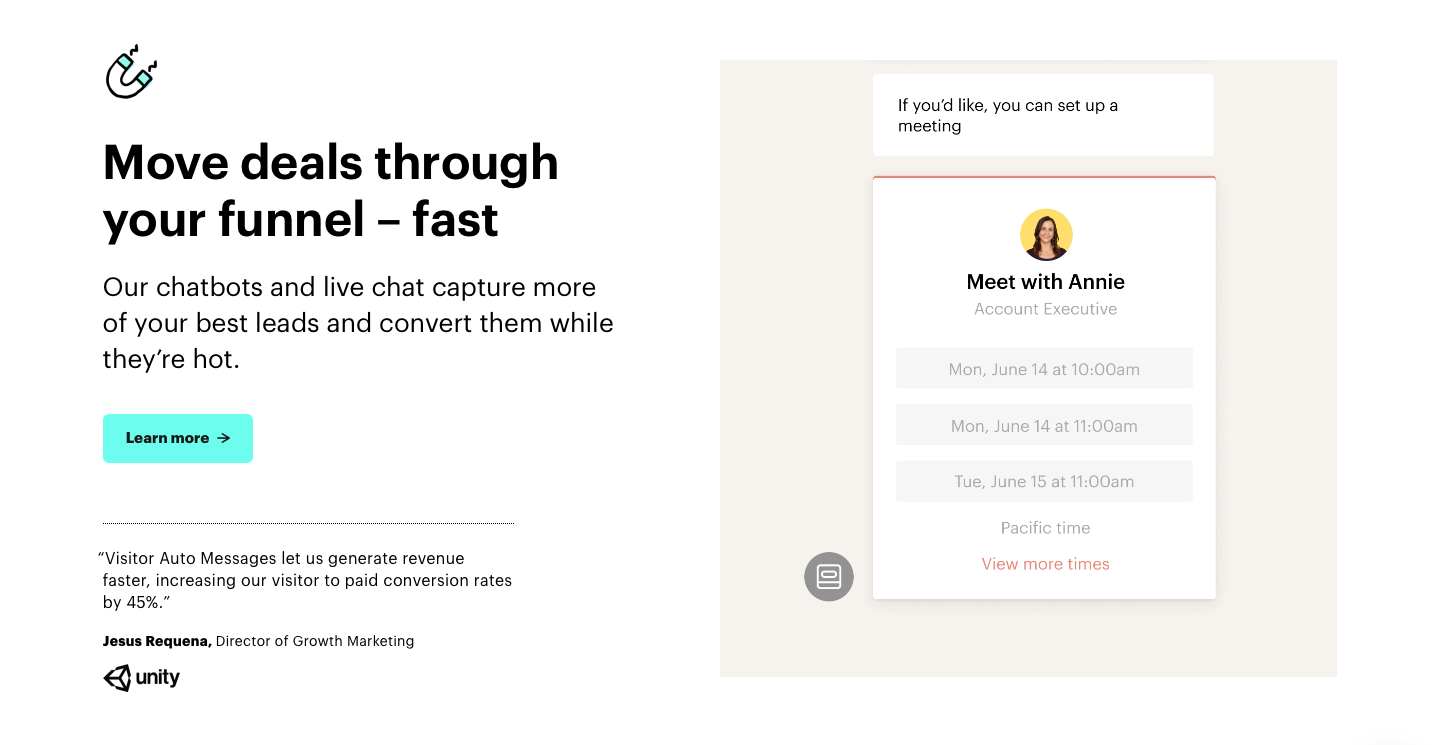 Move deals through
your funnel – fast
Our chatbots and live chat capture more
of your best leads and convert them while
they’re hot.
Learn more →
“Visitor Auto Messages let us generate revenue
faster, increasing our visitor to paid conversion rates
by 45%.”
Jesus Requena, Director of Growth Marketing
unity
If you’d like, you can set up a
meeting
Meet with Annie
Account Executive
Mon, June 14 at 10:00am
Mon, June 14 at 11:00am
Tue, June 15 at 11:00am
Pacific time
View more times